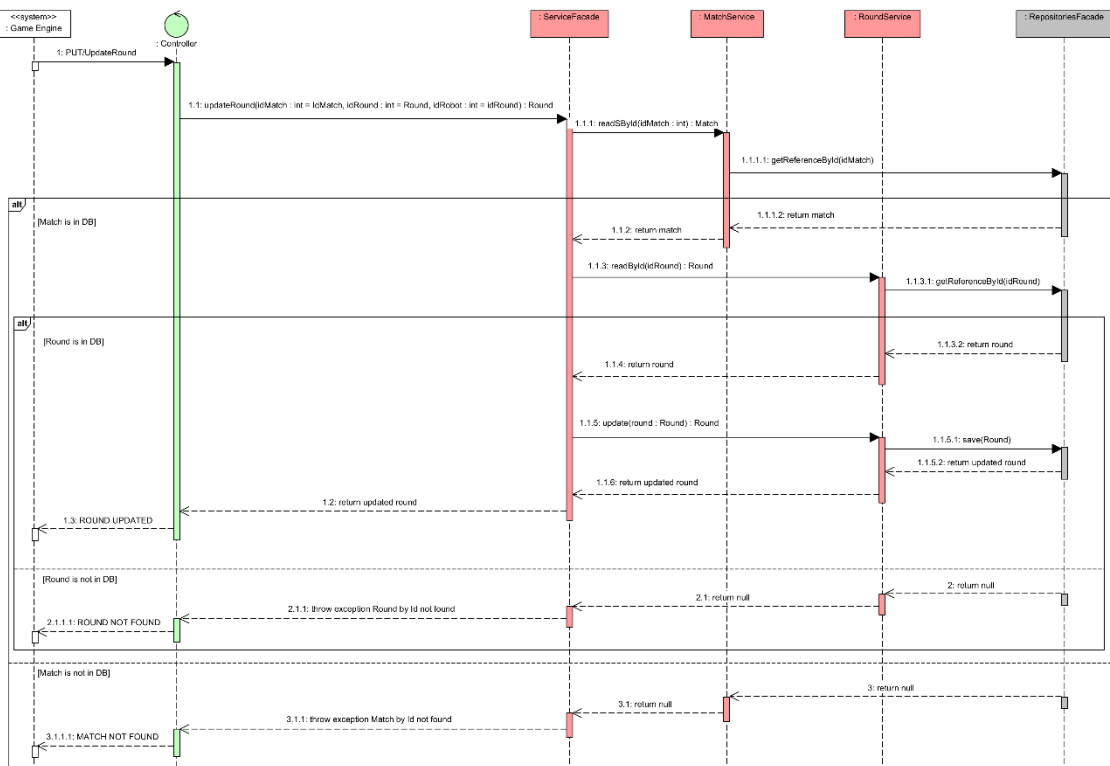 <<system>>
: Game Engine
: Controller
: ServiceFacade
: MatchService
: RoundService
: RepositoriesFacade
1: PUT/UpdateRound
1.1: updateRound(idMatch : int = IdMatch, idRound : int = Round, idRobot : int = idRound) : Round
1.1.1: readSById(idMatch : int) : Match
1.1.1.1: getReferenceById(idMatch)
alt
[Match is in DB]
1.1.1.2: return match
1.1.2: return match
1.1.3: readById(idRound) : Round
1.1.3.1: getReferenceById(idRound)
alt
[Round is in DB]
1.1.3.2: return round
1.1.4: return round
1.1.5: update(round : Round) : Round
1.1.5.1: save(Round)
1.1.5.2: return updated round
1.1.6: return updated round
1.2: return updated round
1.3: ROUND UPDATED
[Round is not in DB]
2: return null
2.1: return null
2.1.1: throw exception Round by Id not found
2.1.1.1: ROUND NOT FOUND
[Match is not in DB]
3: return null
3.1: return null
3.1.1: throw exception Match by Id not found
3.1.1.1: MATCH NOT FOUND